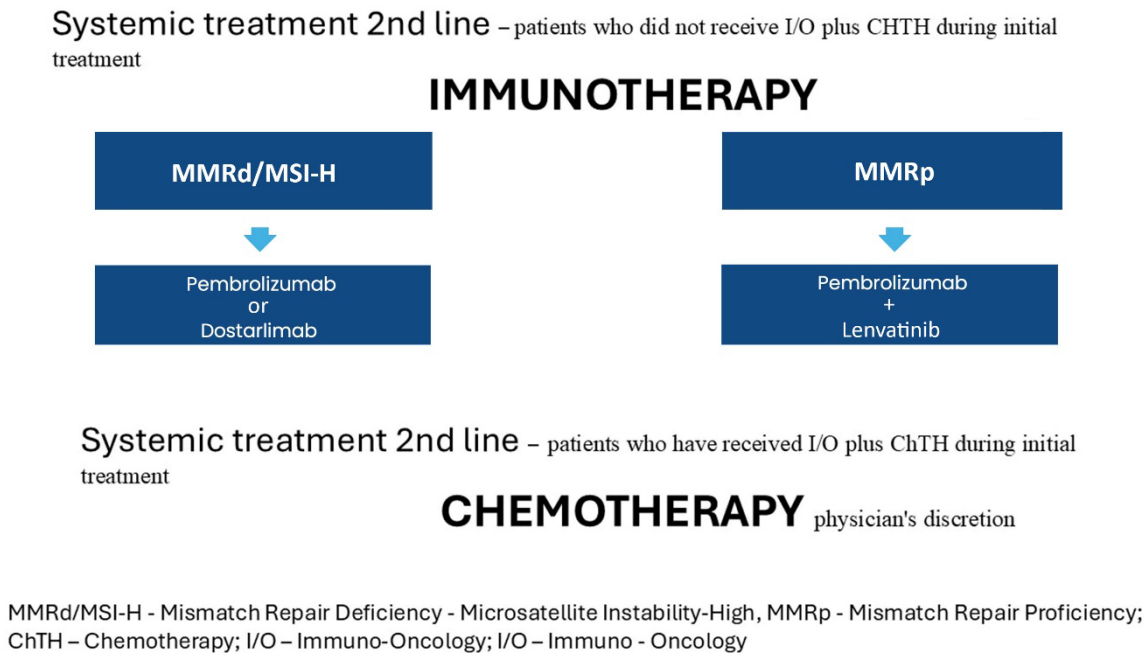 Systemic treatment 2nd line – patients who did not receive I/O plus CHTH during initial
treatment
IMMUNOTHERAPY
MMRd/MSI-H
MMRp
Pembrolizumab
or
Dostarlimab
Pembrolizumab
+
Lenvatinib
Systemic treatment 2nd line – patients who have received I/O plus ChTH during initial
treatment
CHEMOTHERAPY physician's discretion
MMRd/MSI-H - Mismatch Repair Deficiency - Microsatellite Instability-High, MMRp - Mismatch Repair Proficiency;
ChTH – Chemotherapy; I/O – Immuno-Oncology; I/O – Immuno - Oncology